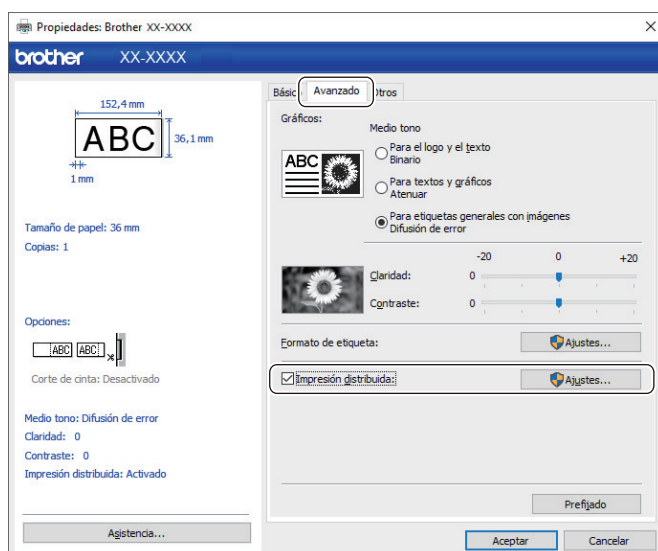 Propiedades: Brother XX-XXXX
brother XX-XXXX
152,4 mm
ABC
36,1 mm
1 mm
Tamaño de papel: 36 mm
Copias: 1
Opciones:
ABC ABC
Corte de cinta: Desactivado
Medio tono: Difusión de error
Claridad: 0
Contraste: 0
Impresión distribuida: Activado
Asistencia...
Básic Avanzado Otros
Gráficos:
Medio tono
ABC
Para el logo y el texto
Binario
Para textos y gráficos
Atenuar
Para etiquetas generales con imágenes
Difusión de error
-20 0 +20
Claridad: 0
Contraste: 0
Formato de etiqueta: Ajustes...
Impresión distribuida: Ajustes...
Prefijado
Aceptar Cancelar